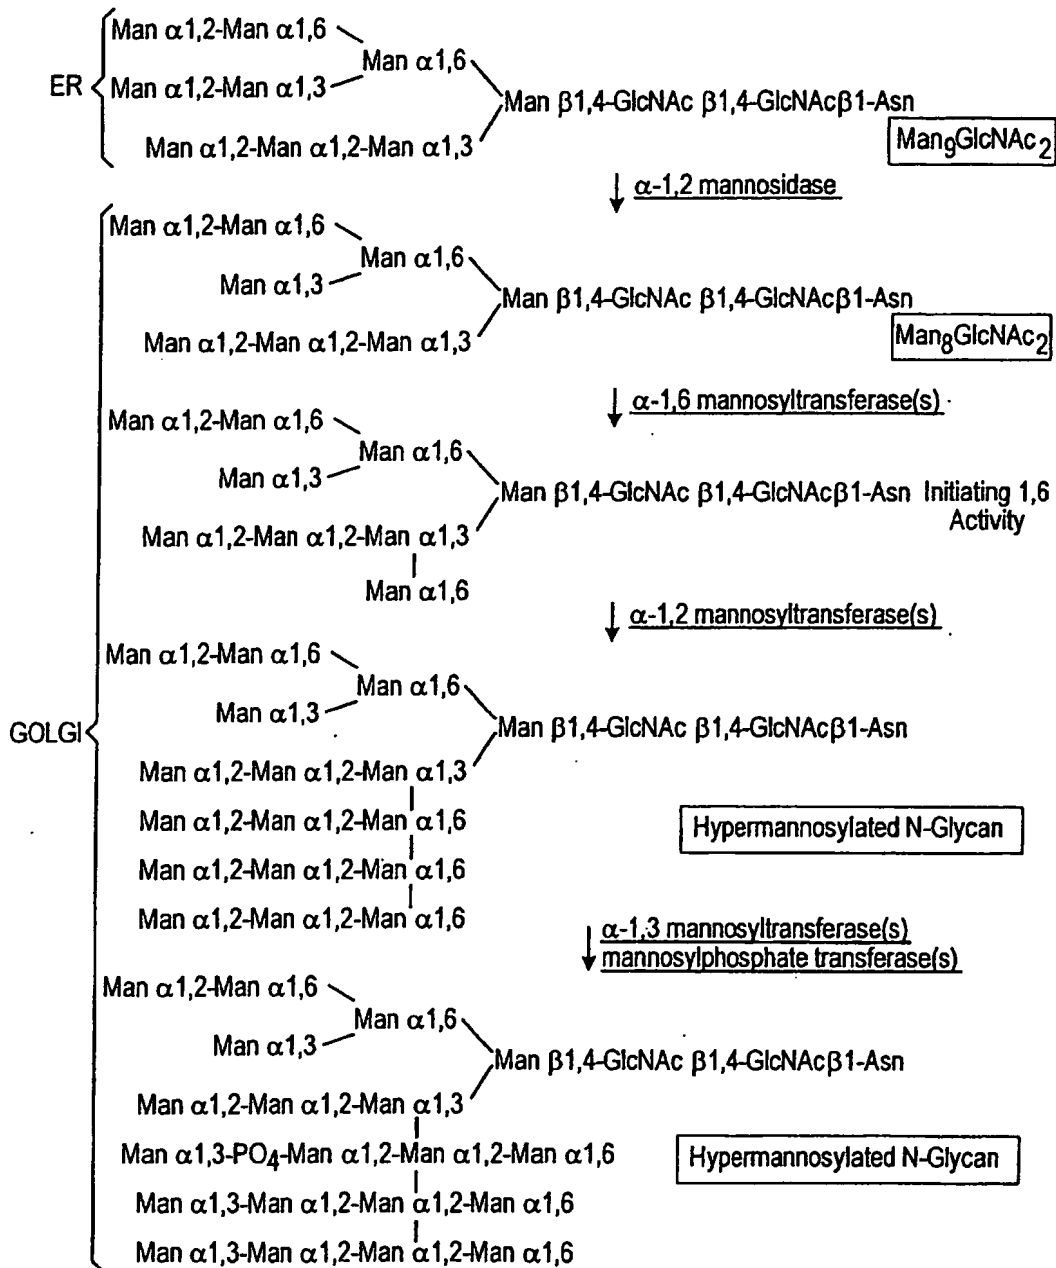 Man α1,2-Man α1,6
Man α1,6
ER
Man α1,2-Man α1,3
Man β1,4-GlcNAc β1,4-GlcNAcβ1-Asn
Man α1,2-Man α1,2-Man α1,3
Man9GlcNAc2
α-1,2 mannosidase
Man α1,2-Man α1,6
Man α1,6
Man α1,3
Man β1,4-GlcNAc β1,4-GlcNAcβ1-Asn
Man α1,2-Man α1,2-Man α1,3
Man8GlcNAc2
α-1,6 mannosyltransferase(s)
Man α1,2-Man α1,6
Man α1,6
Man α1,3
Man β1,4-GlcNAc β1,4-GlcNAcβ1-Asn Initiating 1,6
Activity
Man α1,2-Man α1,2-Man α1,3
Man α1,6
α-1,2 mannosyltransferase(s)
Man α1,2-Man α1,6
Man α1,6
Man α1,3
GOLGI
Man β1,4-GlcNAc β1,4-GlcNAcβ1-Asn
Man α1,2-Man α1,2-Man α1,3
Man α1,2-Man α1,2-Man α1,6
Hypermannosylated N-Glycan
Man α1,2-Man α1,2-Man α1,6
Man α1,2-Man α1,2-Man α1,6
α-1,3 mannosyltransferase(s)
mannosylphosphate transferase(s)
Man α1,2-Man α1,6
Man α1,6
Man α1,3
Man β1,4-GlcNAc β1,4-GlcNAcβ1-Asn
Man α1,2-Man α1,2-Man α1,3
Man α1,3-PO4-Man α1,2-Man α1,2-Man α1,6
Hypermannosylated N-Glycan
Man α1,3-Man α1,2-Man α1,2-Man α1,6
Man α1,3-Man α1,2-Man α1,2-Man α1,6